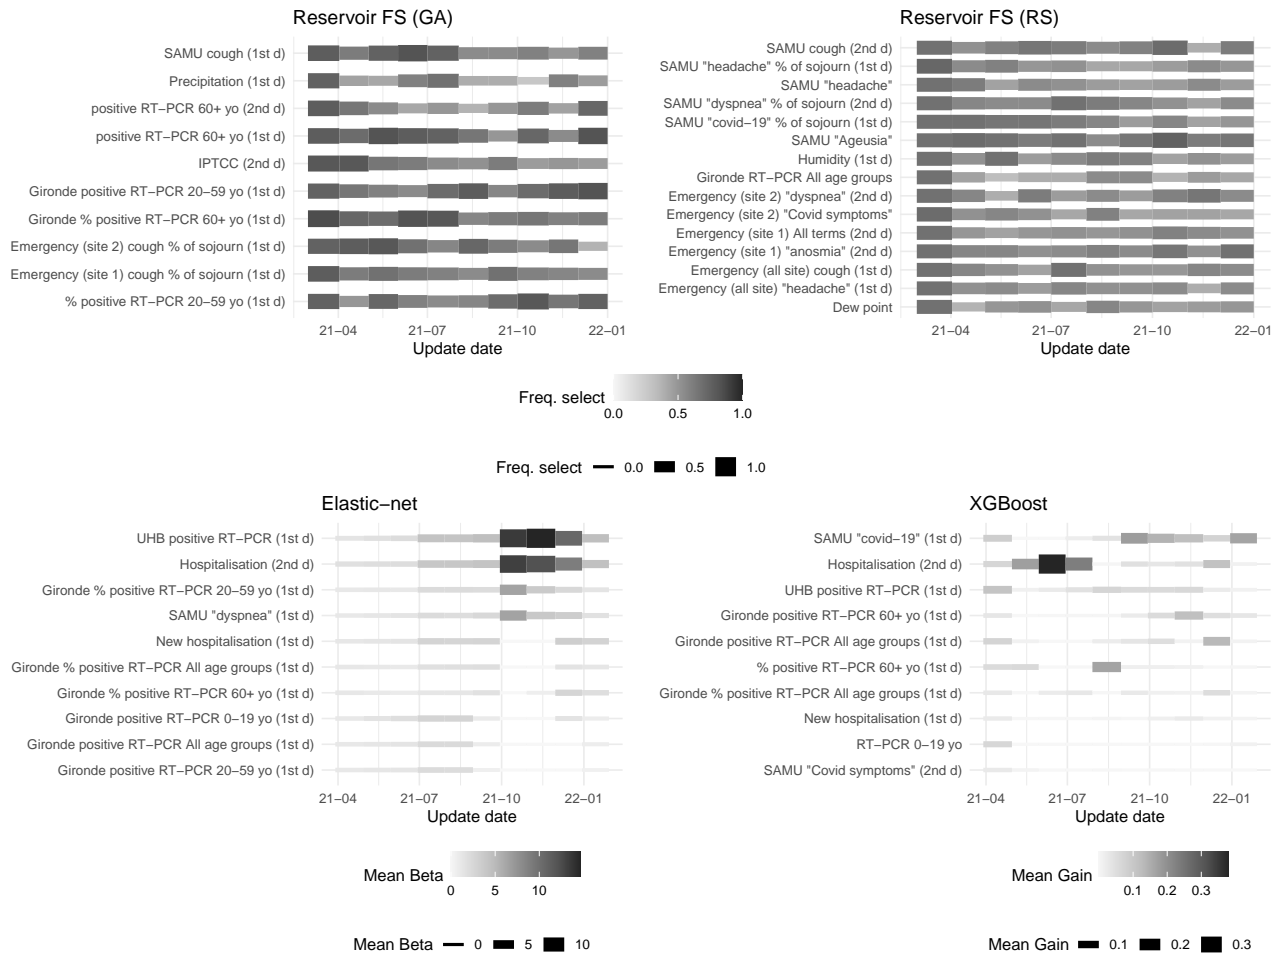 Reservoir FS (GA)
SAMU cough (1st d)
Precipitation (1st d)
positive RT−PCR 60+ yo (2nd d)
positive RT−PCR 60+ yo (1st d)
IPTCC (2nd d)
Gironde positive RT−PCR 20−59 yo (1st d)
Gironde % positive RT−PCR 60+ yo (1st d)
Emergency (site 2) cough % of sojourn (1st d)
Emergency (site 1) cough % of sojourn (1st d)
% positive RT−PCR 20−59 yo (1st d)
21−04 21−07 21−10 22−01
Update date
Reservoir FS (RS)
SAMU cough (2nd d)
SAMU "headache" % of sojourn (1st d)
SAMU "headache"
SAMU "dyspnea" % of sojourn (2nd d)
SAMU "covid−19" % of sojourn (1st d)
SAMU "Ageusia"
Humidity (1st d)
Gironde RT−PCR All age groups
Emergency (site 2) "dyspnea" (2nd d)
Emergency (site 2) "Covid symptoms"
Emergency (site 1) All terms (2nd d)
Emergency (site 1) "anosmia" (2nd d)
Emergency (all site) cough (1st d)
Emergency (all site) "headache" (1st d)
Dew point
21−04 21−07 21−10 22−01
Update date
Freq. select
0.0 0.5 1.0
Freq. select 0.0 0.5 1.0
Elastic−net
UHB positive RT−PCR (1st d)
Hospitalisation (2nd d)
Gironde % positive RT−PCR 20−59 yo (1st d)
SAMU "dyspnea" (1st d)
New hospitalisation (1st d)
Gironde % positive RT−PCR All age groups (1st d)
Gironde % positive RT−PCR 60+ yo (1st d)
Gironde positive RT−PCR 0−19 yo (1st d)
Gironde positive RT−PCR All age groups (1st d)
Gironde positive RT−PCR 20−59 yo (1st d)
21−04 21−07 21−10 22−01
Update date
Mean Beta
0 5 10
Mean Beta 0 5 10
XGBoost
SAMU "covid−19" (1st d)
Hospitalisation (2nd d)
UHB positive RT−PCR (1st d)
Gironde positive RT−PCR 60+ yo (1st d)
Gironde positive RT−PCR All age groups (1st d)
% positive RT−PCR 60+ yo (1st d)
Gironde % positive RT−PCR All age groups (1st d)
New hospitalisation (1st d)
RT−PCR 0−19 yo
SAMU "Covid symptoms" (2nd d)
21−04 21−07 21−10 22−01
Update date
Mean Gain
0.1 0.2 0.3
Mean Gain 0.1 0.2 0.3